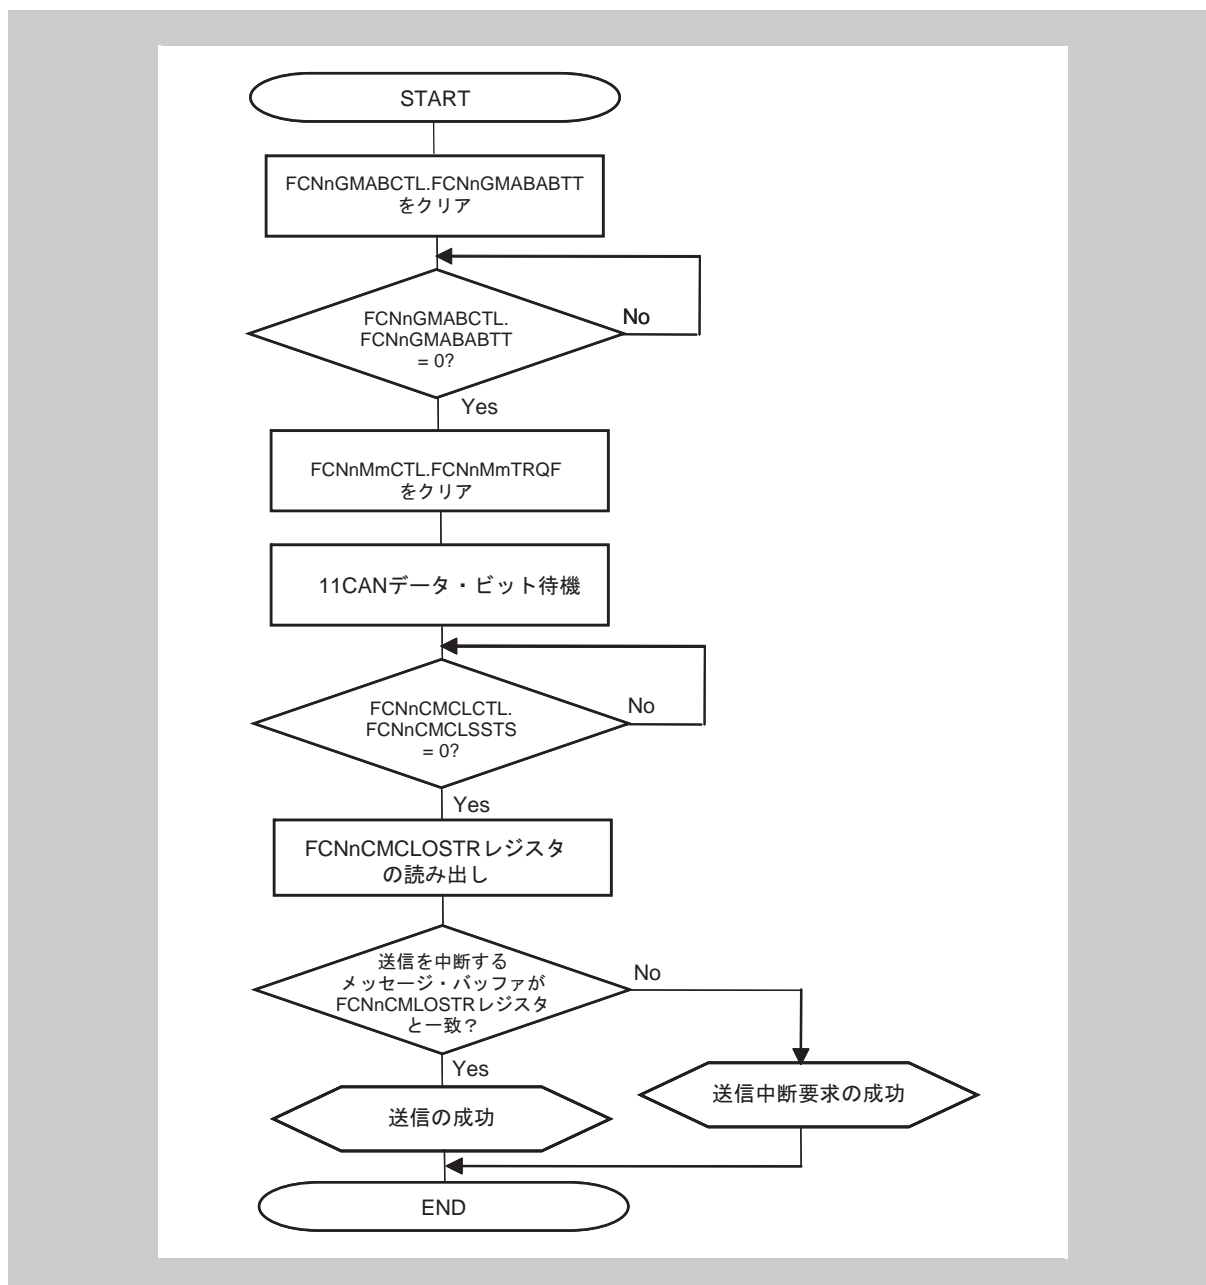 START
FCNnGMABCTL.FCNnGMABABTT
をクリア
FCNnGMABCTL.
FCNnGMABABTT
= 0?
No
Yes
FCNnMmCTL.FCNnMmTRQF
をクリア
11CANデータ・ビット待機
FCNnCMCLCTL.
FCNnCMCLSSTS
= 0?
No
Yes
FCNnCMCLOSTRレジスタ
の読み出し
送信を中断する
メッセージ・バッファが
FCNnCMLOSTRレジスタ
と一致？
No
Yes
送信中断要求の成功
送信の成功
END